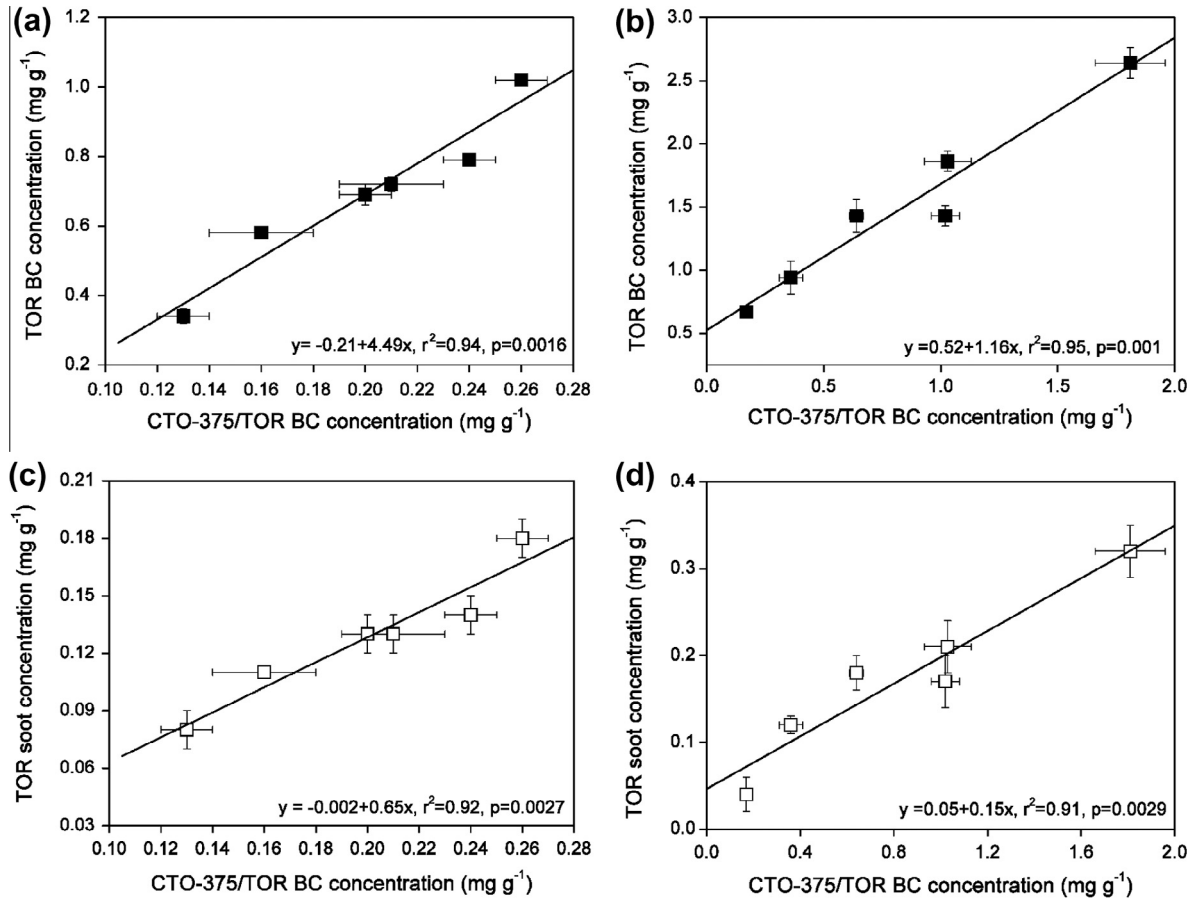 (a)
TOR BC concentration (mg g⁻¹)
1.2
1.0
0.8
0.6
0.4
0.2
y= -0.21+4.49x, r²=0.94, p=0.0016
0.10 0.12 0.14 0.16 0.18 0.20 0.22 0.24 0.26 0.28
CTO-375/TOR BC concentration (mg g⁻¹)
(b)
TOR BC concentration (mg g⁻¹)
3.0
2.5
2.0
1.5
1.0
0.5
y =0.52+1.16x, r²=0.95, p=0.001
0.0 0.5 1.0 1.5 2.0
CTO-375/TOR BC concentration (mg g⁻¹)
(c)
TOR soot concentration (mg g⁻¹)
0.21
0.18
0.15
0.12
0.09
0.06
0.03
y = -0.002+0.65x, r²=0.92, p=0.0027
0.10 0.12 0.14 0.16 0.18 0.20 0.22 0.24 0.26 0.28
CTO-375/TOR BC concentration (mg g⁻¹)
(d)
TOR soot concentration (mg g⁻¹)
0.4
0.3
0.2
0.1
0.0
y =0.05+0.15x, r²=0.91, p=0.0029
0.0 0.4 0.8 1.2 1.6 2.0
CTO-375/TOR BC concentration (mg g⁻¹)